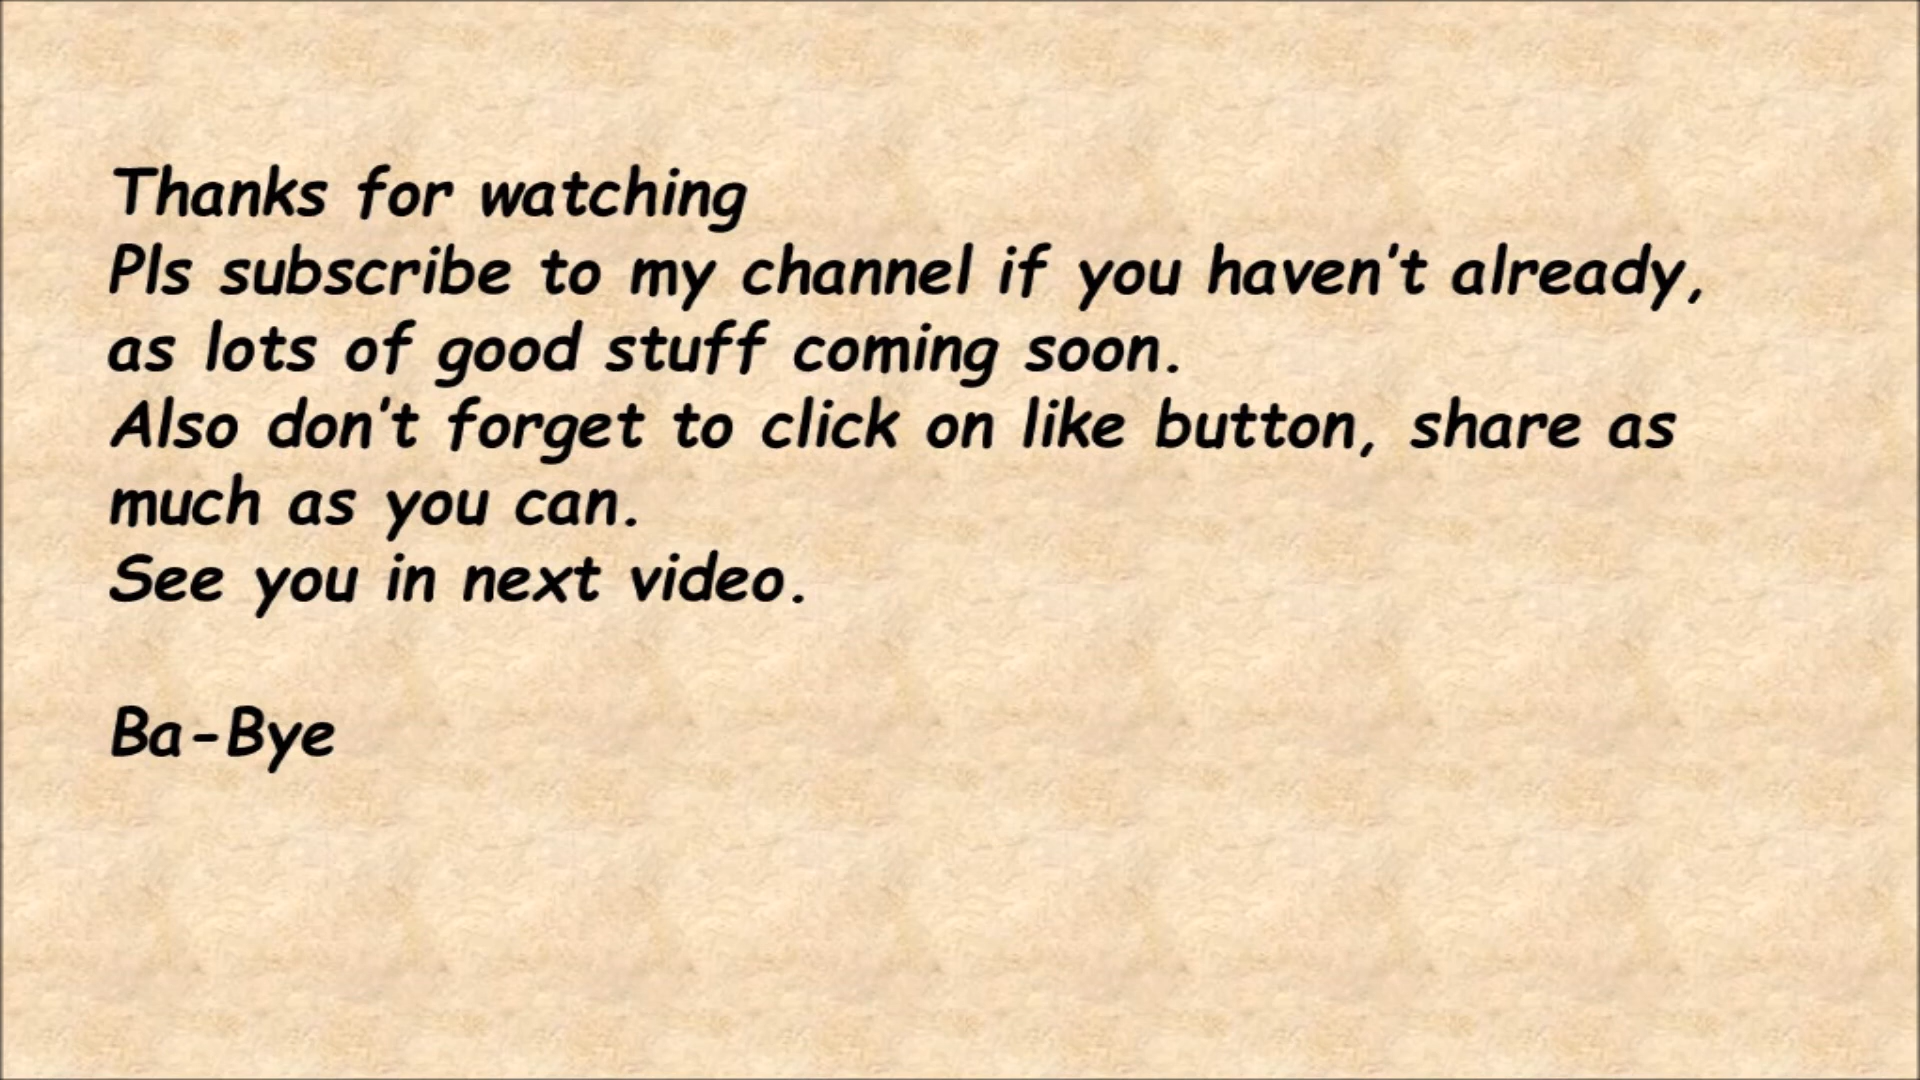 Thanks for watching
Pls subscribe to my channel if you haven't already,
as lots of good stuff coming soon.
Also don't forget to click on like button, share as
much as you can.
See you in next video.
Ba-Bye